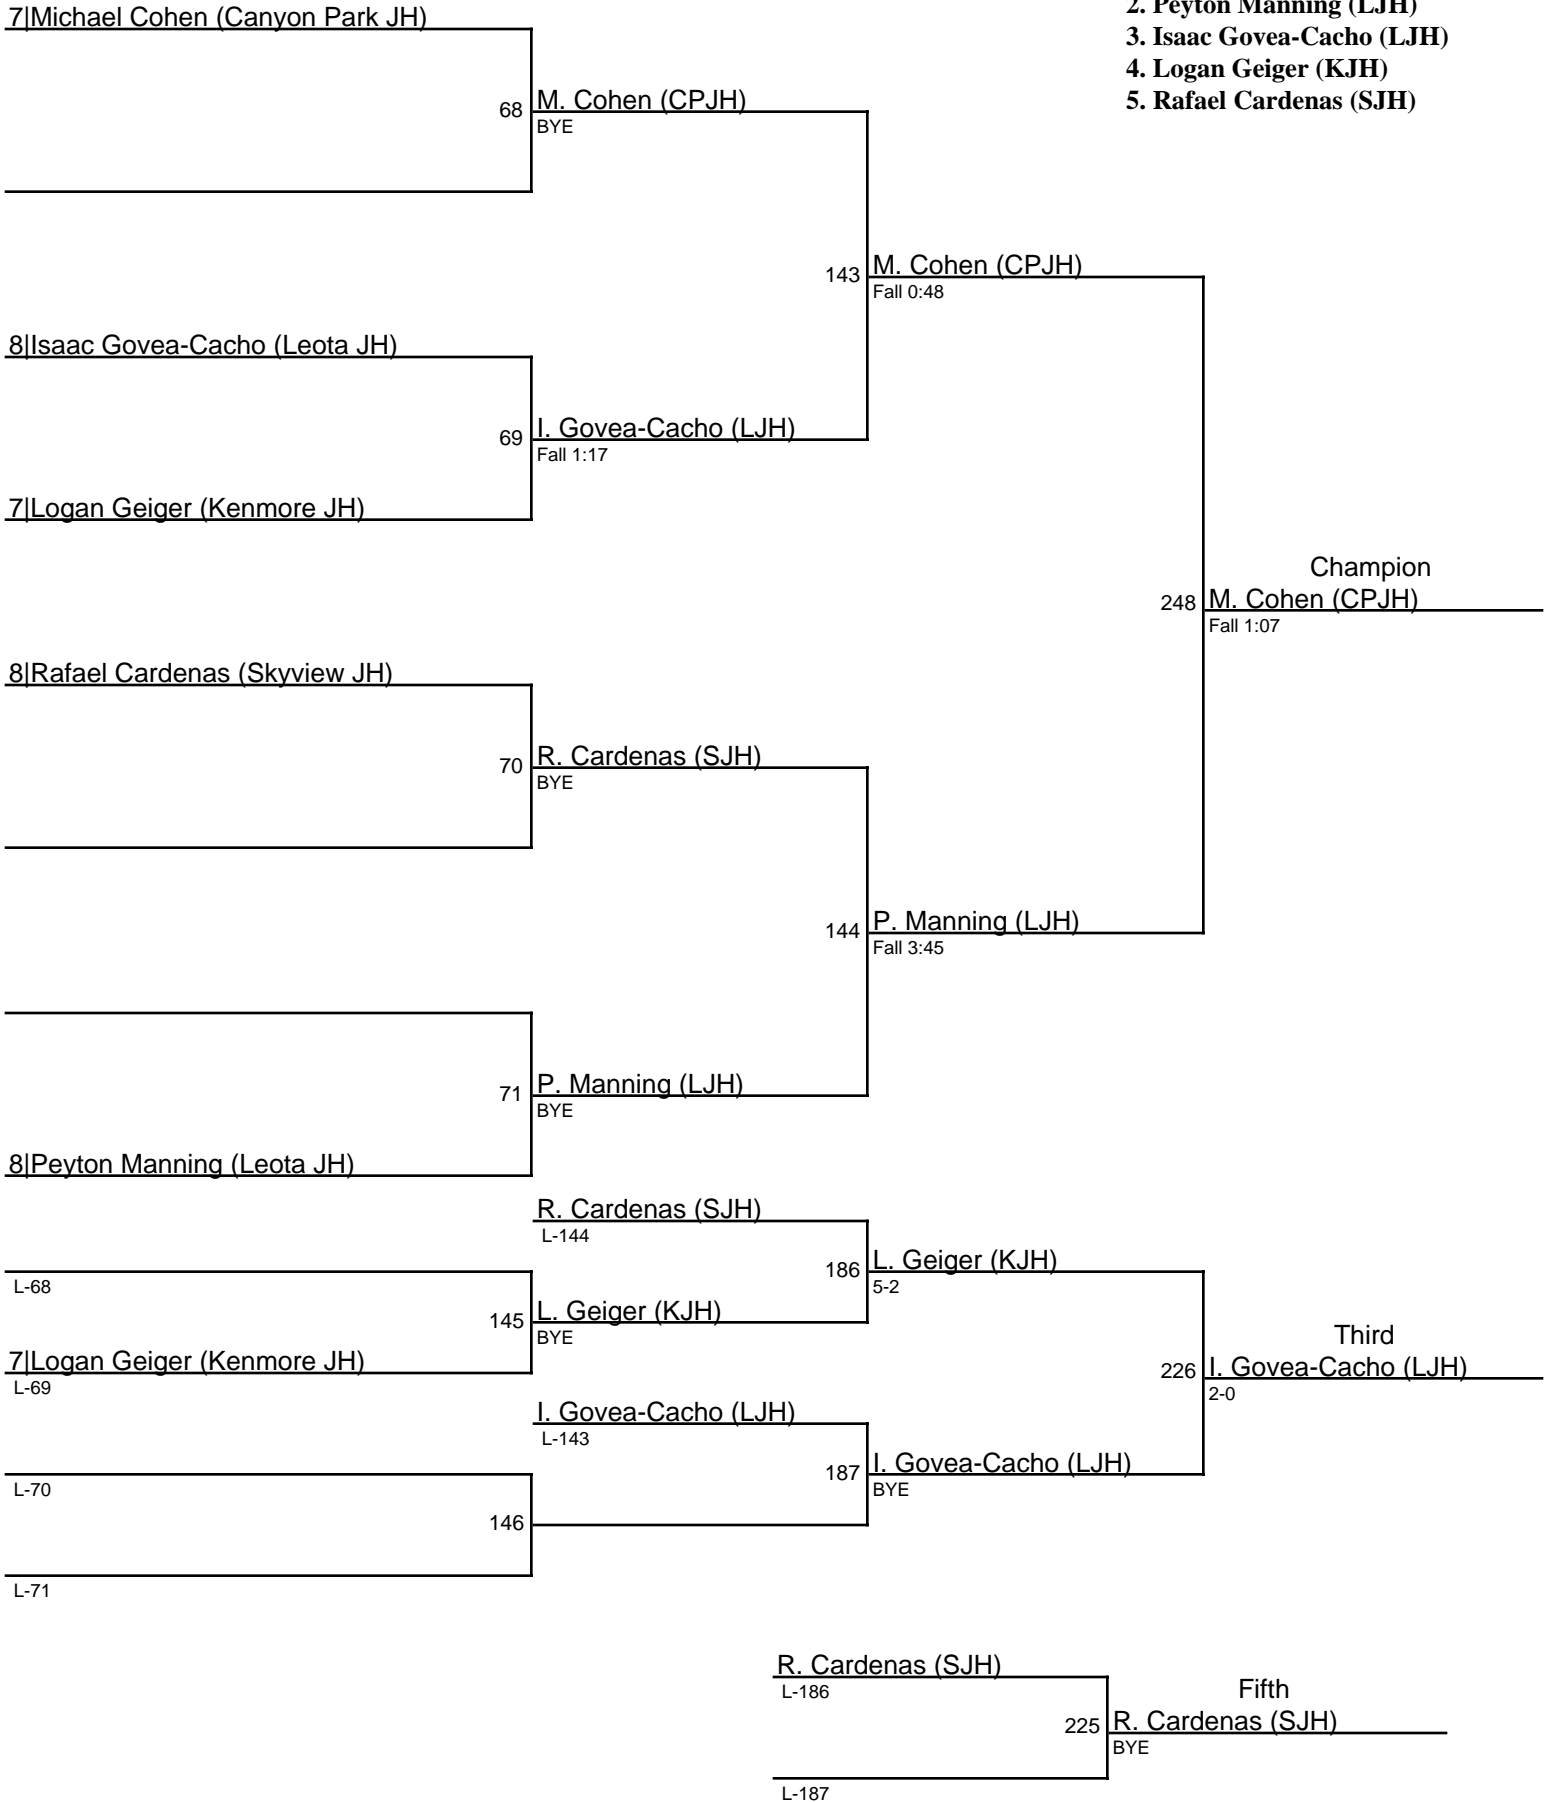 7|Michael Cohen (Canyon Park JH)
2. Peyton Manning (LJH)
3. Isaac Govea-Cacho (LJH)
4. Logan Geiger (KJH)
5. Rafael Cardenas (SJH)
68
M. Cohen (CPJH)
BYE
143
M. Cohen (CPJH)
Fall 0:48
8|Isaac Govea-Cacho (Leota JH)
69
I. Govea-Cacho (LJH)
Fall 1:17
7|Logan Geiger (Kenmore JH)
Champion
248
M. Cohen (CPJH)
Fall 1:07
8|Rafael Cardenas (Skyview JH)
70
R. Cardenas (SJH)
BYE
144
P. Manning (LJH)
Fall 3:45
71
P. Manning (LJH)
BYE
8|Peyton Manning (Leota JH)
R. Cardenas (SJH)
L-144
186
L. Geiger (KJH)
5-2
L-68
145
L. Geiger (KJH)
BYE
7|Logan Geiger (Kenmore JH)
L-69
Third
226
I. Govea-Cacho (LJH)
2-0
I. Govea-Cacho (LJH)
L-143
187
I. Govea-Cacho (LJH)
BYE
L-70
146
L-71
R. Cardenas (SJH)
L-186
Fifth
225
R. Cardenas (SJH)
BYE
L-187